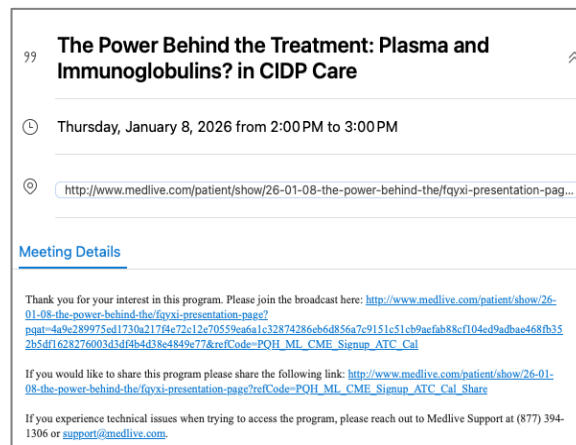 The Power Behind the Treatment: Plasma and
Immunoglobulins? in CIDP Care
Thursday, January 8, 2026 from 2:00 PM to 3:00 PM
http://www.medlive.com/patient/show/26-01-08-the-power-behind-the/fqyxi-presentation-pag...
Meeting Details
Thank you for your interest in this program. Please join the broadcast here: http://www.medlive.com/patient/show/26-
01-08-the-power-behind-the/fqyxi-presentation-page?
pqat=4a9e289975ed1730a217f4e72c12e70559ea6a1c32874286eb6d856a7c9151c51cb9aefab88cf104ed9adbae468fb35
2b5df1628276003d3df4b4d38e4849e77&refCode=PQH_ML_CME_Signup_ATC_Cal
If you would like to share this program please share the following link: http://www.medlive.com/patient/show/26-01-
08-the-power-behind-the/fqyxi-presentation-page?refCode=PQH_ML_CME_Signup_ATC_Cal_Share
If you experience technical issues when trying to access the program, please reach out to Medlive Support at (877) 394-
1306 or support@medlive.com.